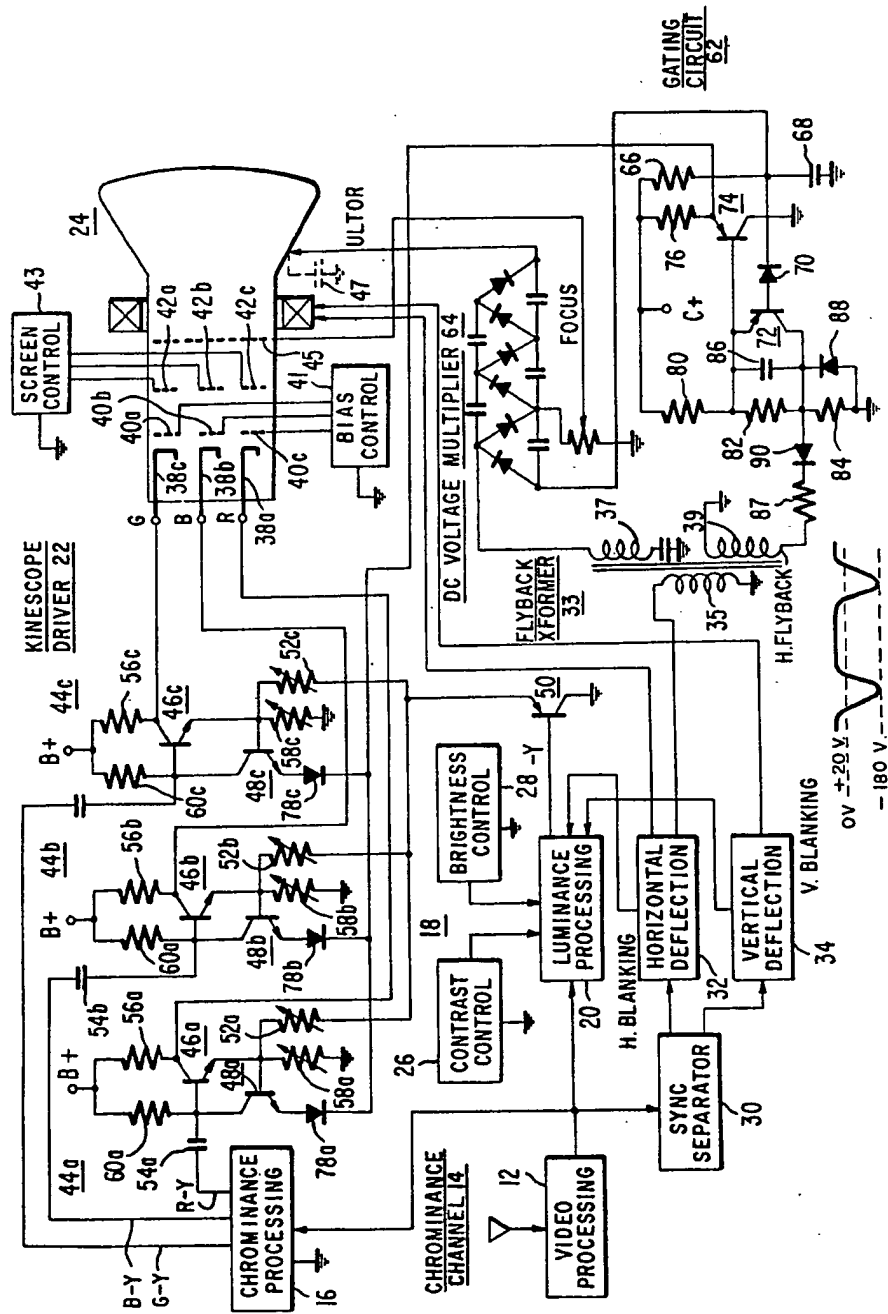 KINESCOPE
DRIVER 22
44a
44b
44c
B+
B+
B+
60a
56a
60a
56b
60c
56c
46a
46b
46c
48a
48b
48c
54a
54b
52a
52b
52c
58a
58b
58c
78a
78b
78c
B-Y
G-Y
R-Y
CHROMINANCE
PROCESSING
16
CHROMINANCE
CHANNEL 14
VIDEO
PROCESSING
12
18
CONTRAST
CONTROL
26
BRIGHTNESS
CONTROL
28
-Y
50
LUMINANCE
PROCESSING
20
H. BLANKING
HORIZONTAL
DEFLECTION
32
VERTICAL
DEFLECTION
34
V. BLANKING
SYNC
SEPARATOR
30
SCREEN
CONTROL
43
24
G
B
R
38c
38b
38a
40a
40b
40c
42a
42b
42c
41
45
BIAS
CONTROL
47
ULTOR
DC VOLTAGE MULTIPLIER 64
FOCUS
FLYBACK
XFORMER
33
37
35
39
H.FLYBACK
0V
+20V
-180 V.
GATING
CIRCUIT
62
66
76
68
74
C+
70
72
80
86
88
82
90
84
87